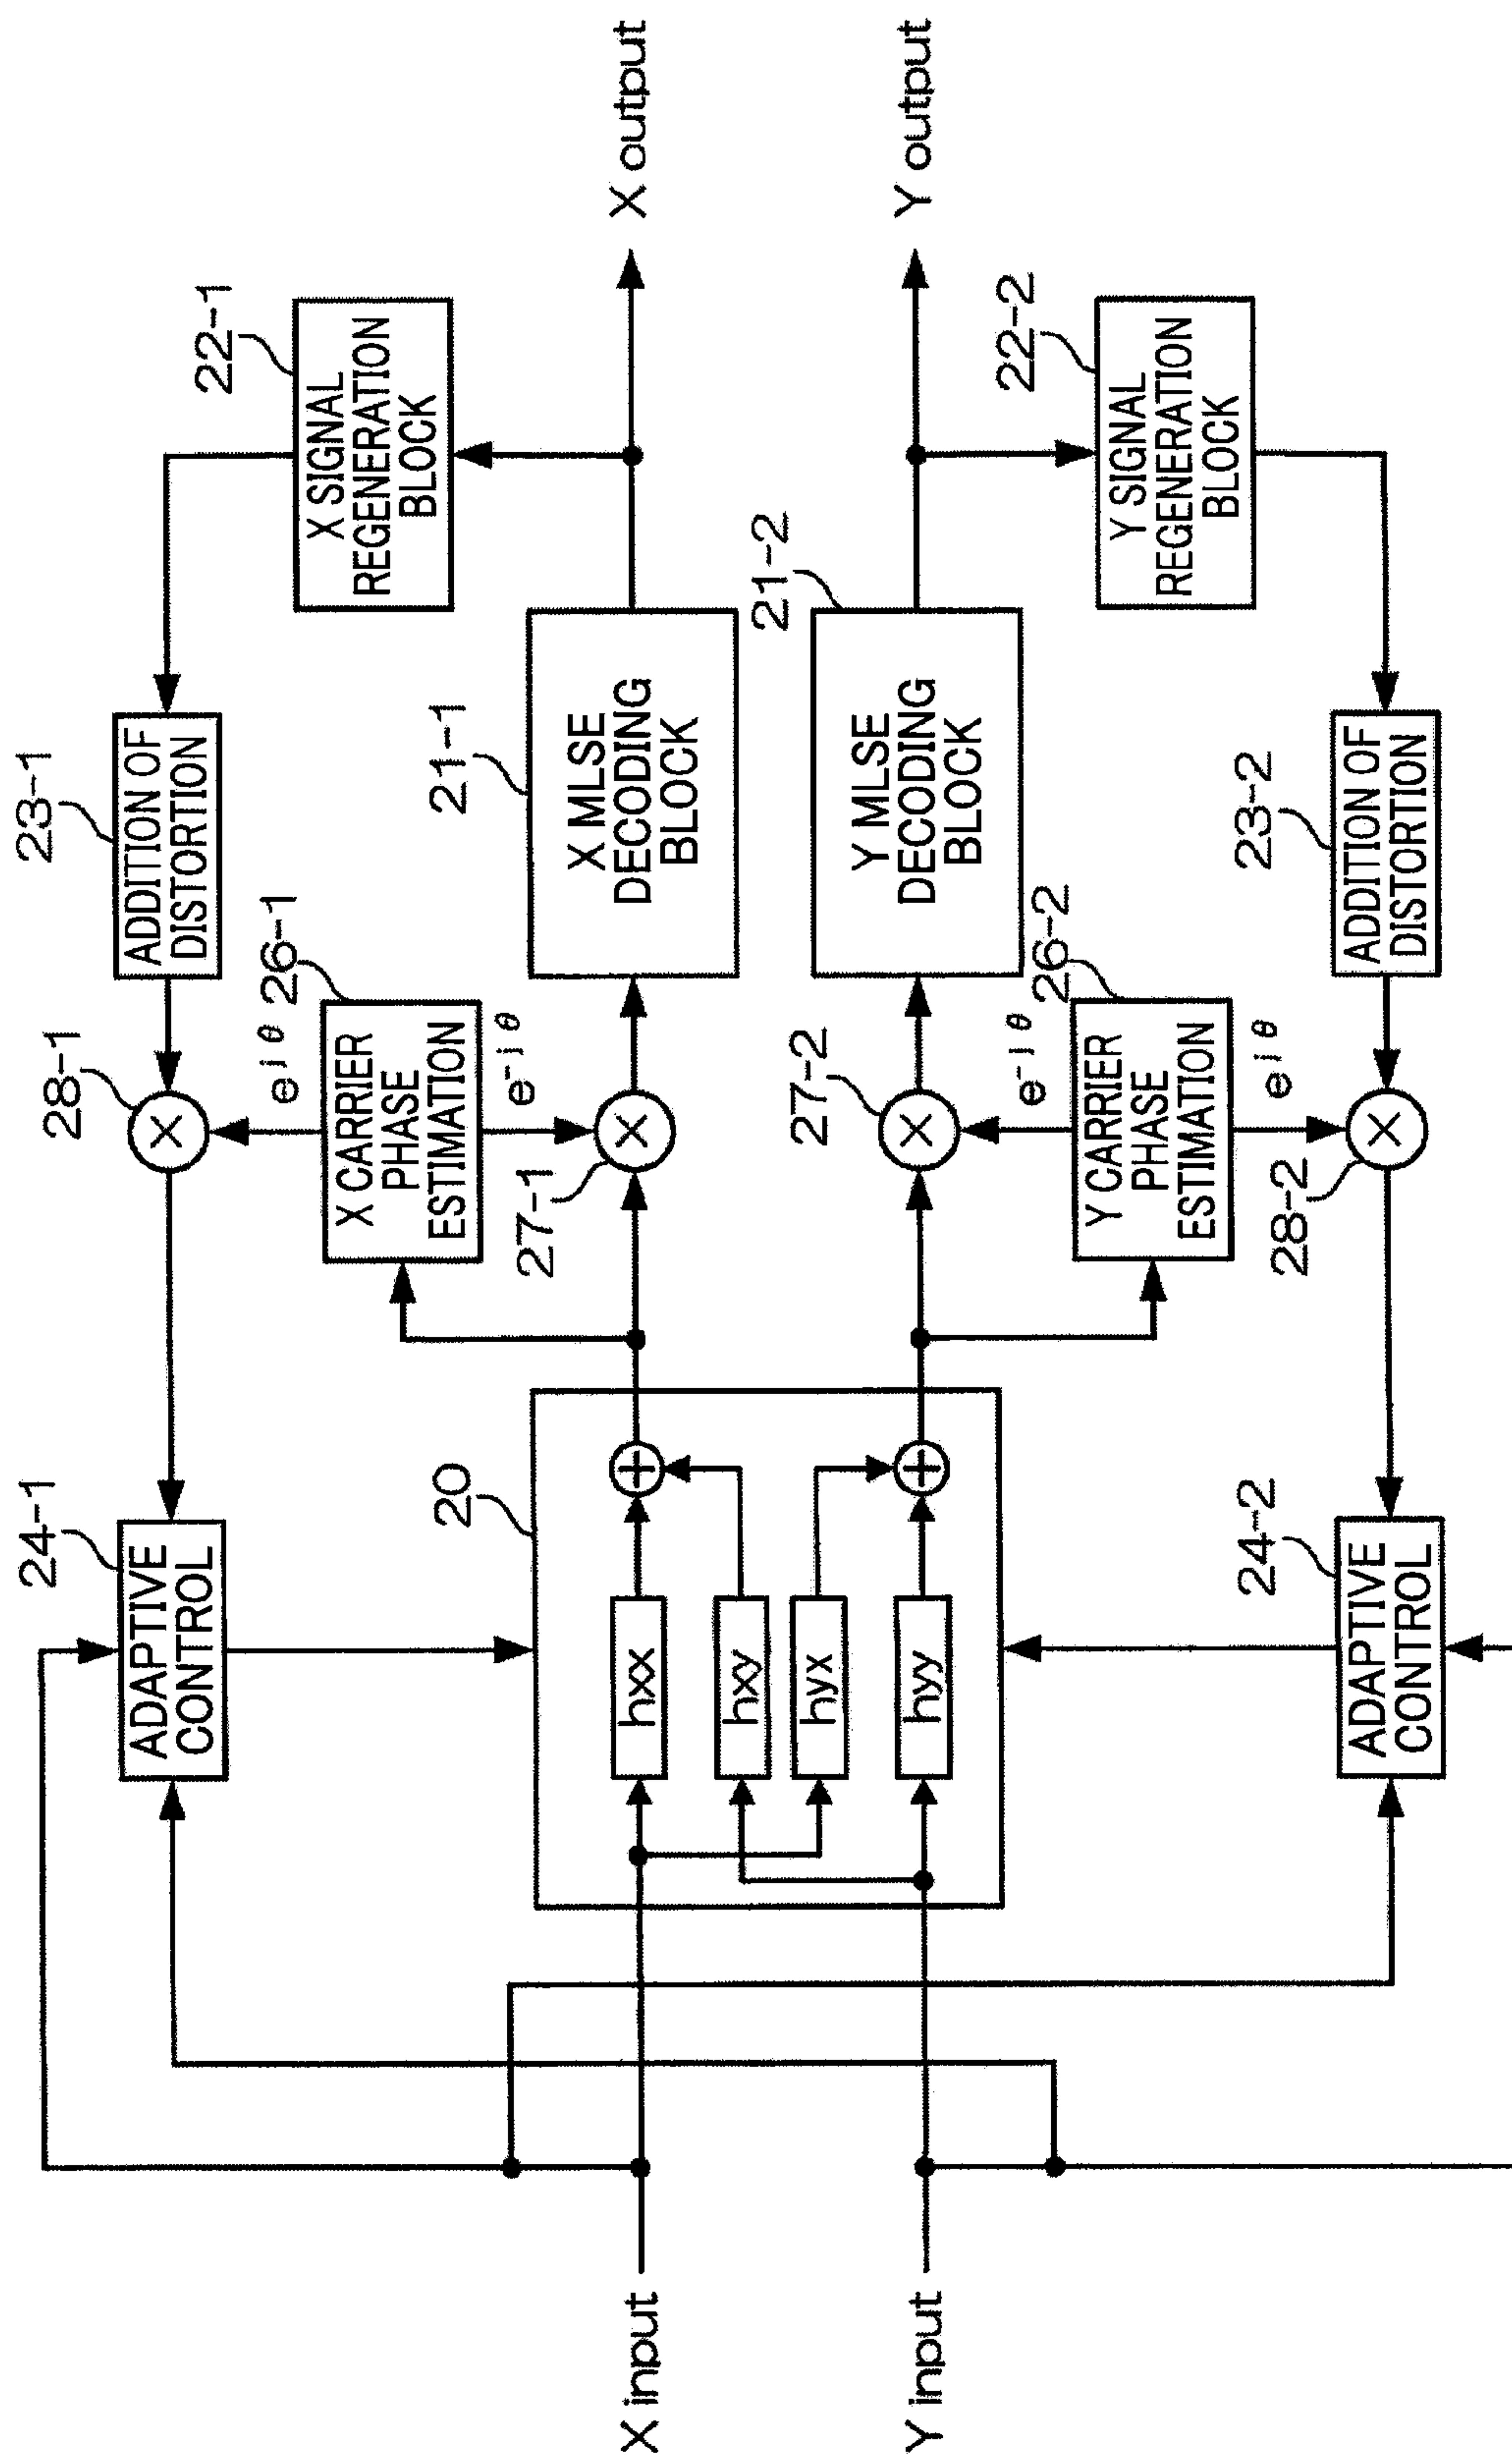 23-1
ADDITION OF
DISTORTION
22-1
X SIGNAL
REGENERATION
BLOCK
24-1
ADAPTIVE
CONTROL
28-1
×
e^jθ
26-1
X CARRIER
PHASE
ESTIMATION
e^-jθ
27-1
×
21-1
X MLSE
DECODING
BLOCK
X input
X output
20
hxx
+
hxy
hyx
hyy
+
Y input
Y output
27-2
×
21-2
Y MLSE
DECODING
BLOCK
e^-jθ
26-2
Y CARRIER
PHASE
ESTIMATION
e^jθ
22-2
Y SIGNAL
REGENERATION
BLOCK
24-2
ADAPTIVE
CONTROL
28-2
×
23-2
ADDITION OF
DISTORTION